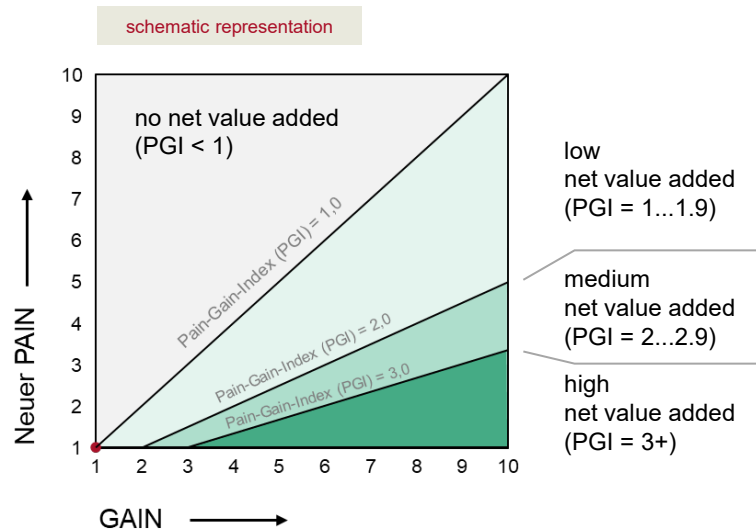 schematic representation
10
9
8
7
6
5
4
3
2
1
Neuer PAIN
no net value added
(PGI < 1)
Pain-Gain-Index (PGI) = 1,0
Pain-Gain-Index (PGI) = 2,0
Pain-Gain-Index (PGI) = 3,0
low
net value added
(PGI = 1...1.9)
medium
net value added
(PGI = 2...2.9)
high
net value added
(PGI = 3+)
1 2 3 4 5 6 7 8 9 10
GAIN